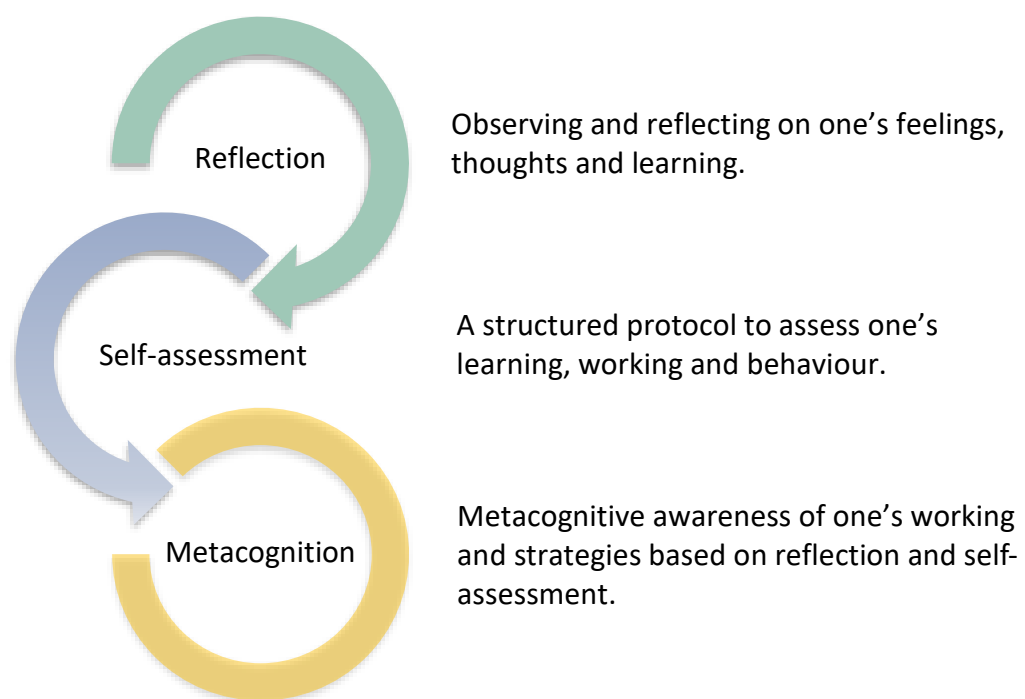 Reflection
Observing and reflecting on one’s feelings,
thoughts and learning.
Self-assessment
A structured protocol to assess one’s
learning, working and behaviour.
Metacognition
Metacognitive awareness of one’s working
and strategies based on reflection and self-
assessment.